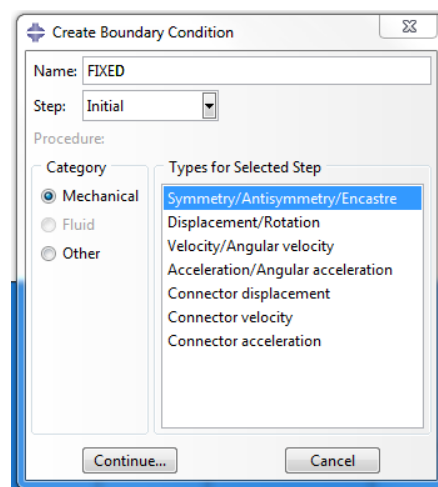 Create Boundary Condition
Name: FIXED
Step: Initial
Procedure:
Category
Mechanical
Fluid
Other
Types for Selected Step
Symmetry/Antisymmetry/Encastre
Displacement/Rotation
Velocity/Angular velocity
Acceleration/Angular acceleration
Connector displacement
Connector velocity
Connector acceleration
Continue... Cancel